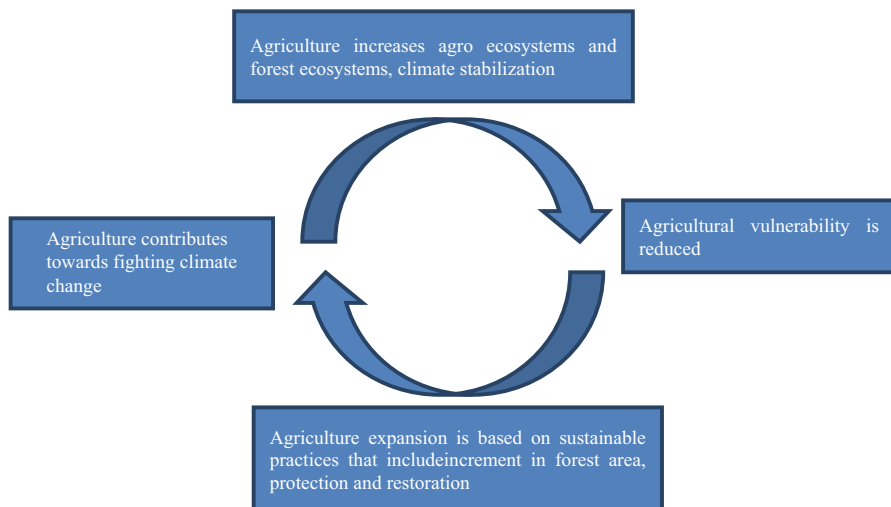 Agriculture increases agro ecosystems and
forest ecosystems, climate stabilization
Agriculture contributes
towards fighting climate
change
Agricultural vulnerability is
reduced
Agriculture expansion is based on sustainable
practices that includeincrement in forest area,
protection and restoration